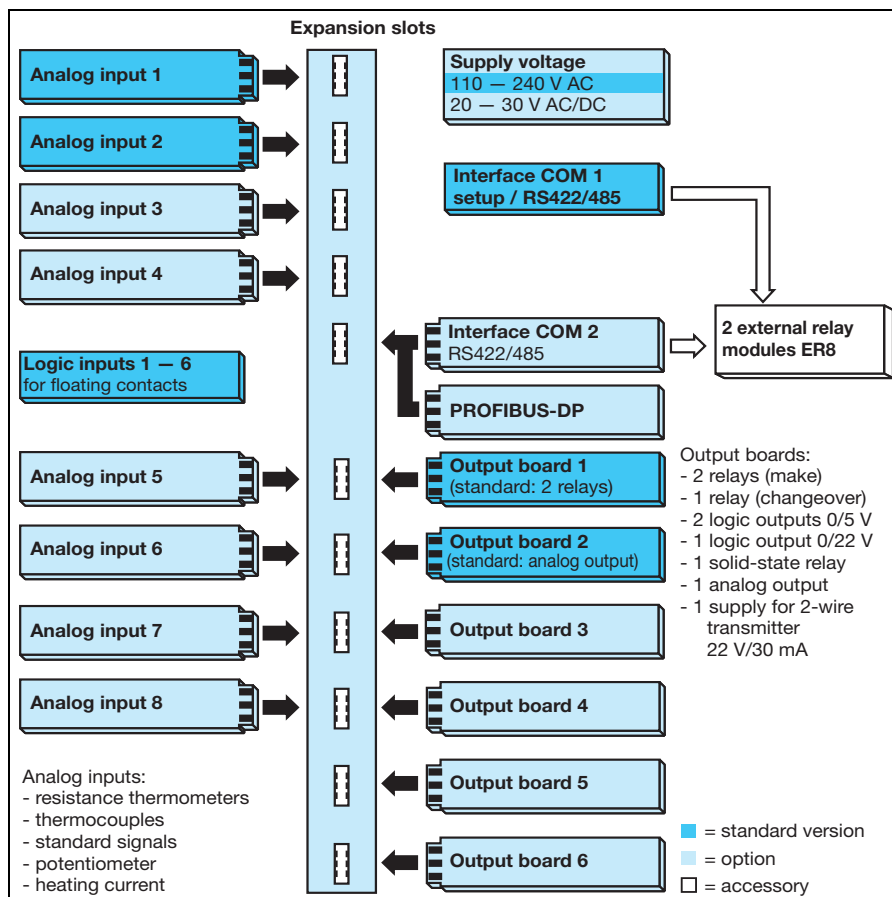 Expansion slots
Analog input 1
Analog input 2
Analog input 3
Analog input 4
Logic inputs 1 — 6
for floating contacts
Analog input 5
Analog input 6
Analog input 7
Analog input 8
Analog inputs:
- resistance thermometers
- thermocouples
- standard signals
- potentiometer
- heating current
Supply voltage
110 — 240 V AC
20 — 30 V AC/DC
Interface COM 1
setup / RS422/485
Interface COM 2
RS422/485
PROFIBUS-DP
2 external relay
modules ER8
Output board 1
(standard: 2 relays)
Output board 2
(standard: analog output)
Output board 3
Output board 4
Output board 5
Output board 6
Output boards:
- 2 relays (make)
- 1 relay (changeover)
- 2 logic outputs 0/5 V
- 1 logic output 0/22 V
- 1 solid-state relay
- 1 analog output
- 1 supply for 2-wire
transmitter
22 V/30 mA
= standard version
= option
= accessory